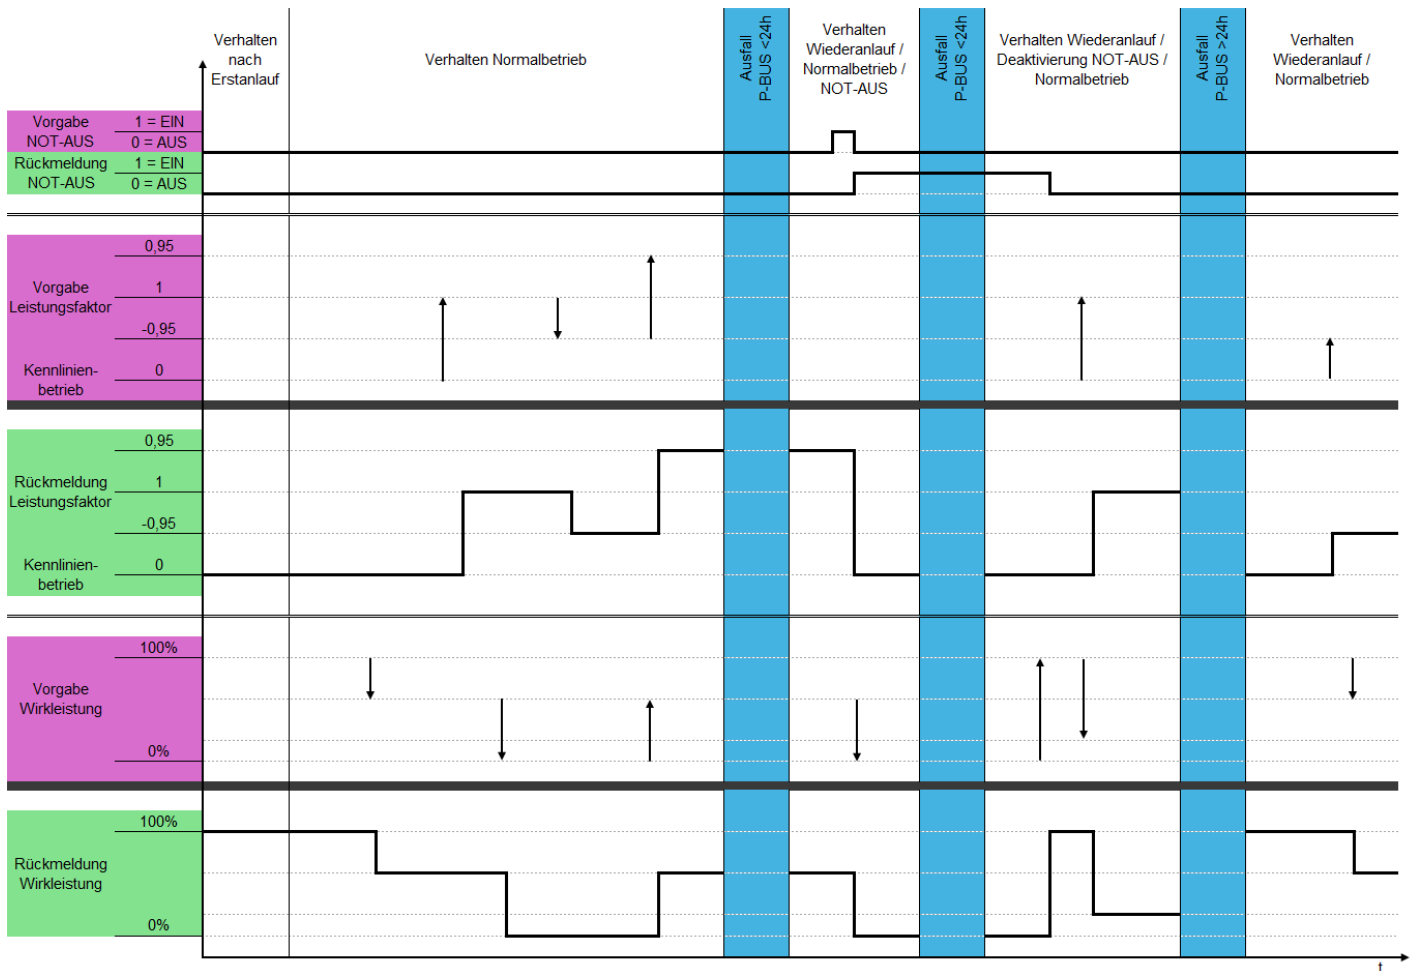 Verhalten
nach
Erstanlauf
Verhalten Normalbetrieb
Ausfall
P-BUS <24h
Verhalten
Wiederanlauf /
Normalbetrieb /
NOT-AUS
Ausfall
P-BUS <24h
Verhalten Wiederanlauf /
Deaktivierung NOT-AUS /
Normalbetrieb
Ausfall
P-BUS >24h
Verhalten
Wiederanlauf /
Normalbetrieb
Vorgabe 1 = EIN
NOT-AUS 0 = AUS
Rückmeldung 1 = EIN
NOT-AUS 0 = AUS
0,95
Vorgabe 1
Leistungsfaktor
-0,95
Kennlinien- 0
betrieb
0,95
Rückmeldung 1
Leistungsfaktor
-0,95
Kennlinien- 0
betrieb
100%
Vorgabe
Wirkleistung
0%
100%
Rückmeldung
Wirkleistung
0%
t